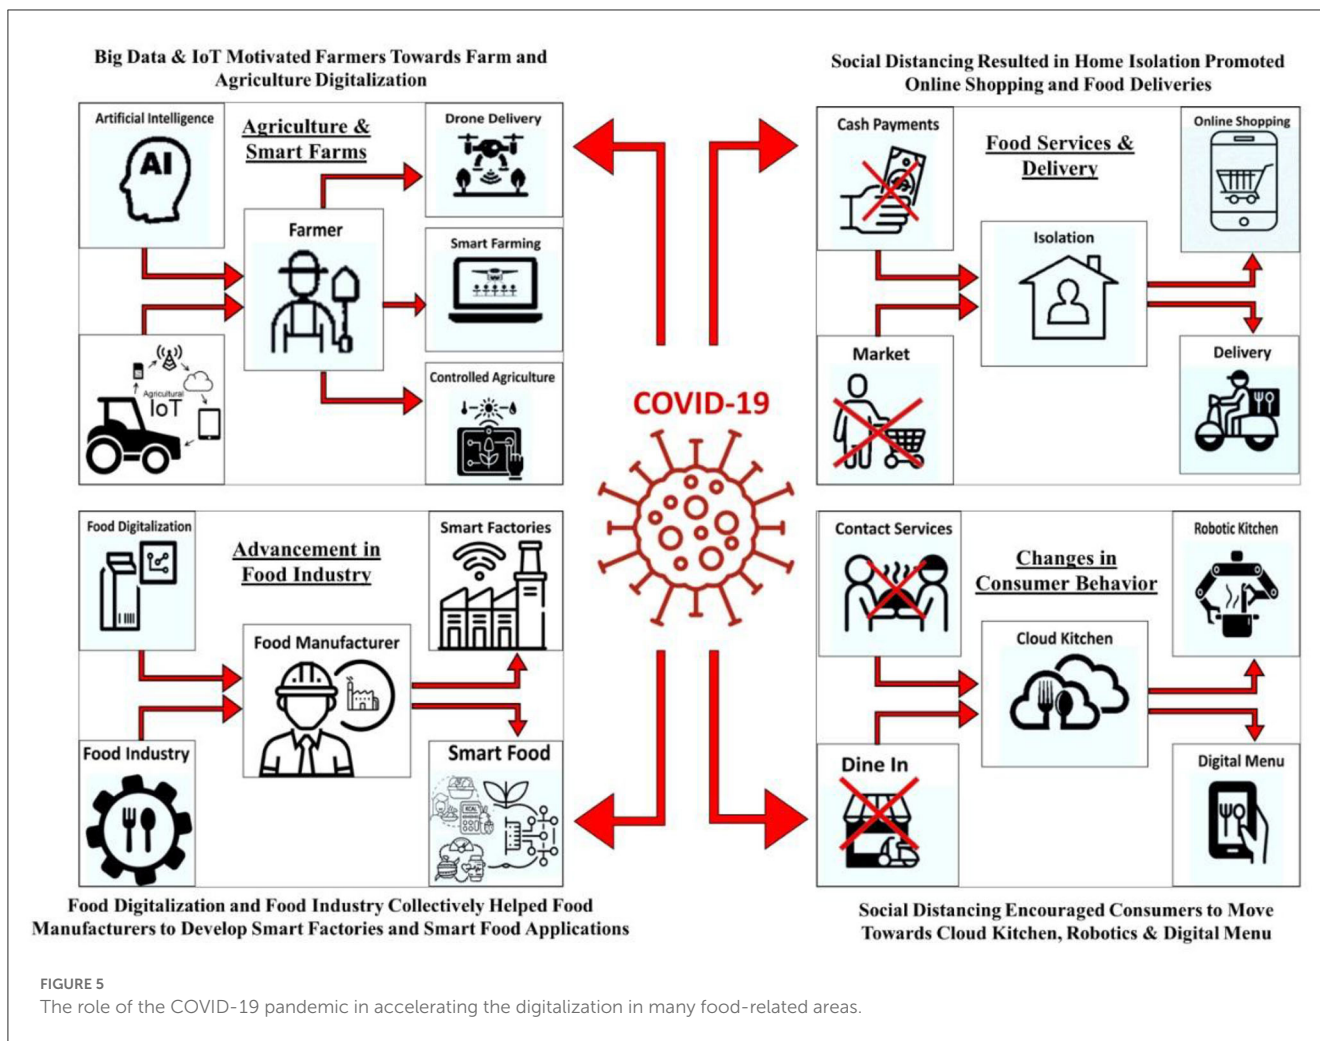 Big Data & IoT Motivated Farmers Towards Farm and
Agriculture Digitalization
Artificial Intelligence
AI
Agriculture &
Smart Farms
Drone Delivery
Farmer
Smart Farming
Agricultural
IoT
Controlled Agriculture
Social Distancing Resulted in Home Isolation Promoted
Online Shopping and Food Deliveries
Cash Payments
Food Services &
Delivery
Online Shopping
Isolation
Market
Delivery
COVID-19
Food Digitalization
Advancement in
Food Industry
Smart Factories
Food Manufacturer
Food Industry
Smart Food
KCAL
Food Digitalization and Food Industry Collectively Helped Food
Manufacturers to Develop Smart Factories and Smart Food Applications
Contact Services
Changes in
Consumer Behavior
Robotic Kitchen
Cloud Kitchen
Dine In
Digital Menu
Social Distancing Encouraged Consumers to Move
Towards Cloud Kitchen, Robotics & Digital Menu
FIGURE 5
The role of the COVID-19 pandemic in accelerating the digitalization in many food-related areas.